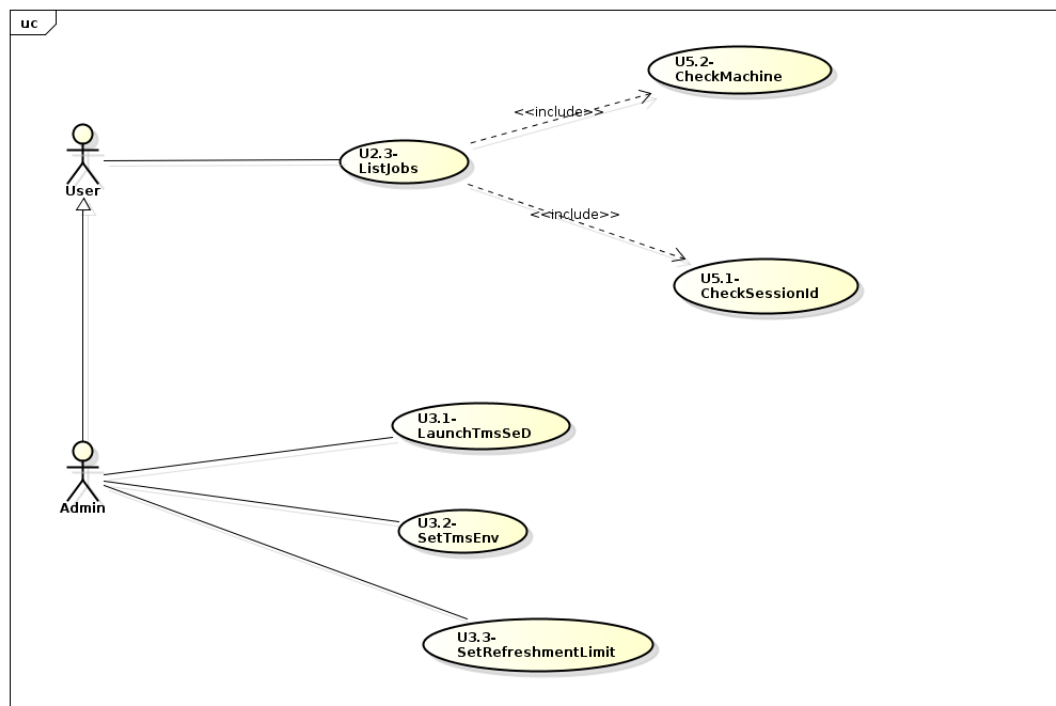 uc
U5.2-
CheckMachine
<<include>>
U2.3-
ListJobs
User
<<include>>
U5.1-
CheckSessionId
U3.1-
LaunchTmsSeD
Admin
U3.2-
SetTmsEnv
U3.3-
SetRefreshmentLimit